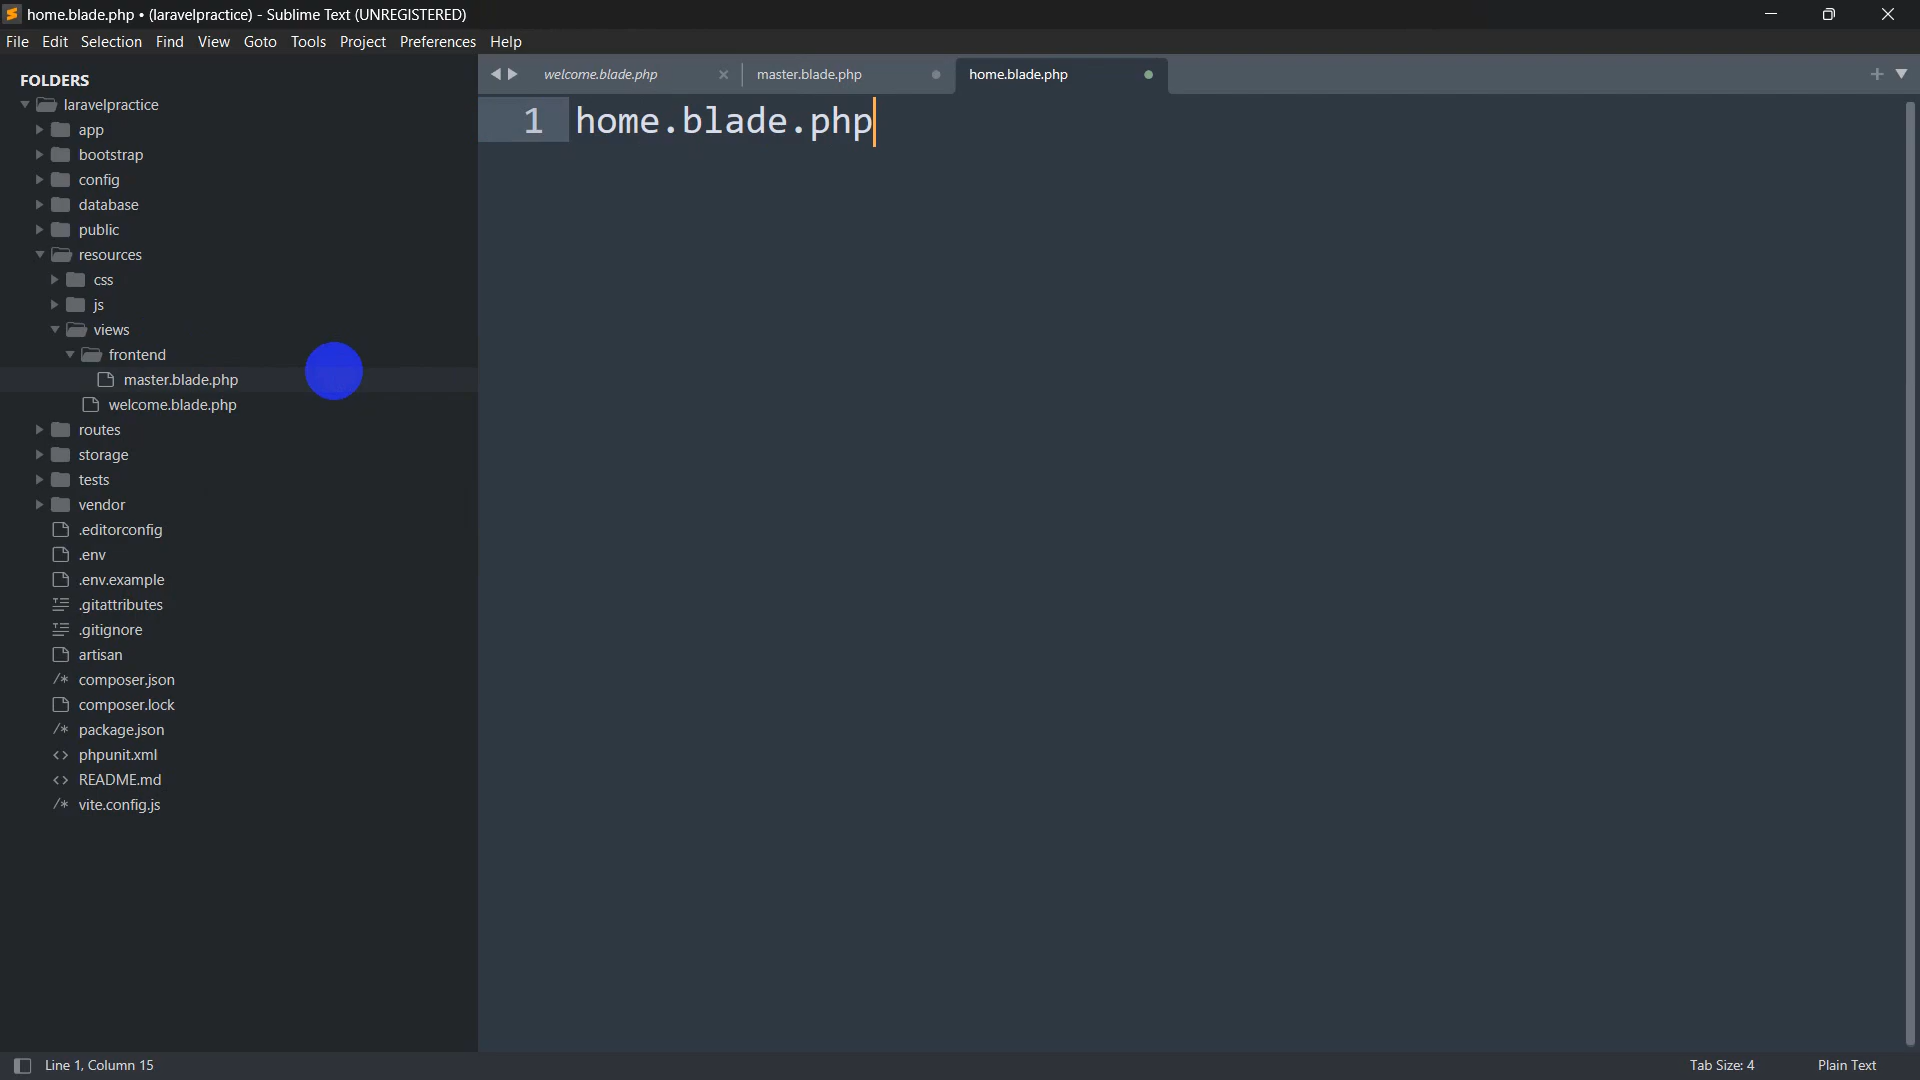 home.blade.php • (laravelpractice) - Sublime Text (UNREGISTERED)
File Edit Selection Find View Goto Tools Project Preferences Help
FOLDERS
laravelpractice
app
bootstrap
config
database
public
resources
css
js
views
frontend
master.blade.php
welcome.blade.php
routes
storage
tests
vendor
.editorconfig
.env
.env.example
.gitattributes
.gitignore
artisan
composer.json
composer.lock
package.json
phpunit.xml
README.md
vite.config.js
welcome.blade.php master.blade.php home.blade.php
1 home.blade.php
Line 1, Column 15 Tab Size: 4 Plain Text